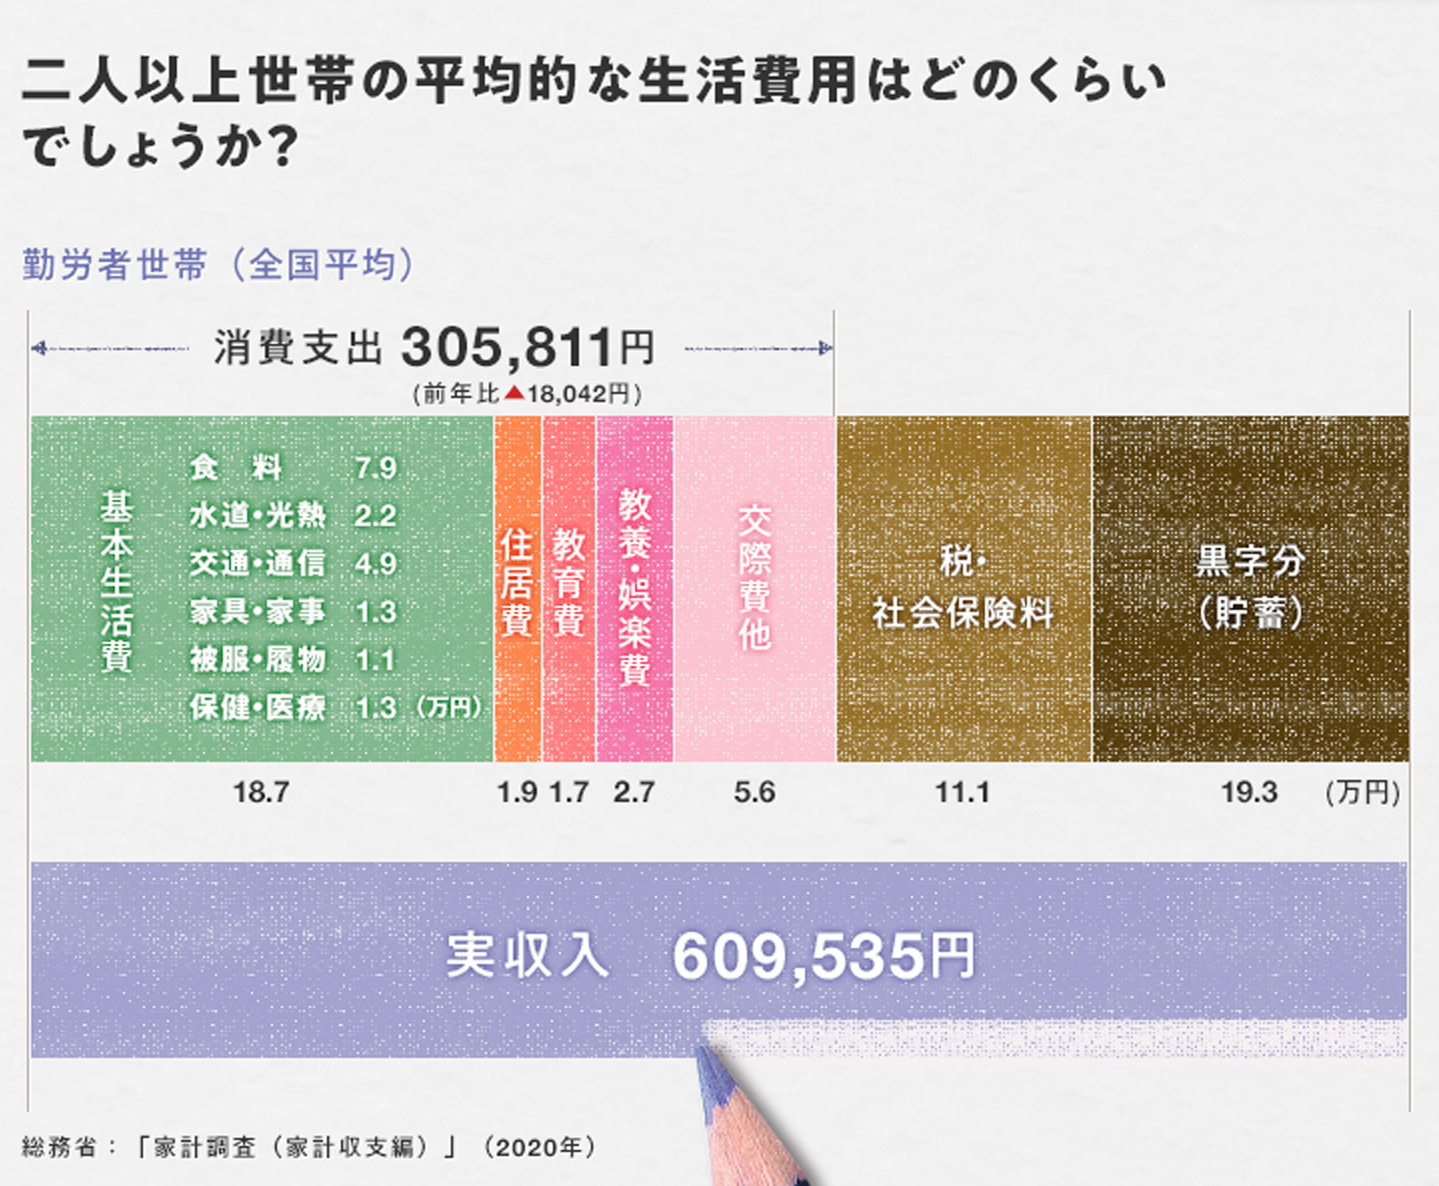 二人以上世帯の平均的な生活費用はどのくらい
でしょうか？
勤労者世帯（全国平均）
消費支出 305,811円
(前年比▲18,042円)
基本生活費
食　料 7.9
水道・光熱 2.2
交通・通信 4.9
家具・家事 1.3
被服・履物 1.1
保健・医療 1.3（万円）
住居費
教育費
教養・娯楽費
交際費他
税・
社会保険料
黒字分
（貯蓄）
18.7 1.9 1.7 2.7 5.6 11.1 19.3 (万円)
実収入　609,535円
総務省：「家計調査（家計収支編）」（2020年）